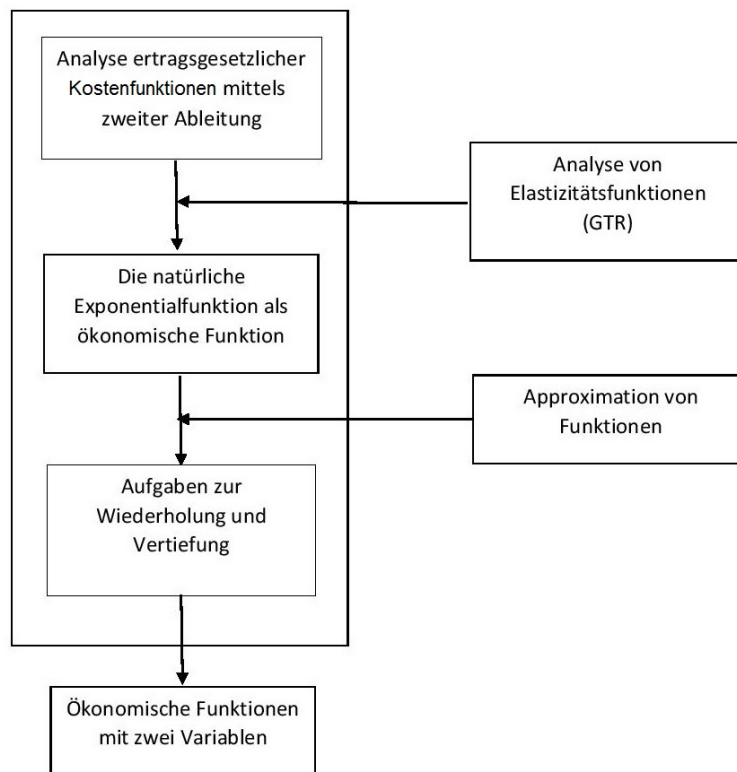 Analyse ertragsgesetzlicher
Kostenfunktionen mittels
zweiter Ableitung
Analyse von
Elastizitätsfunktionen
(GTR)
Die natürliche
Exponentialfunktion als
ökonomische Funktion
Approximation von
Funktionen
Aufgaben zur
Wiederholung und
Vertiefung
Ökonomische Funktionen
mit zwei Variablen